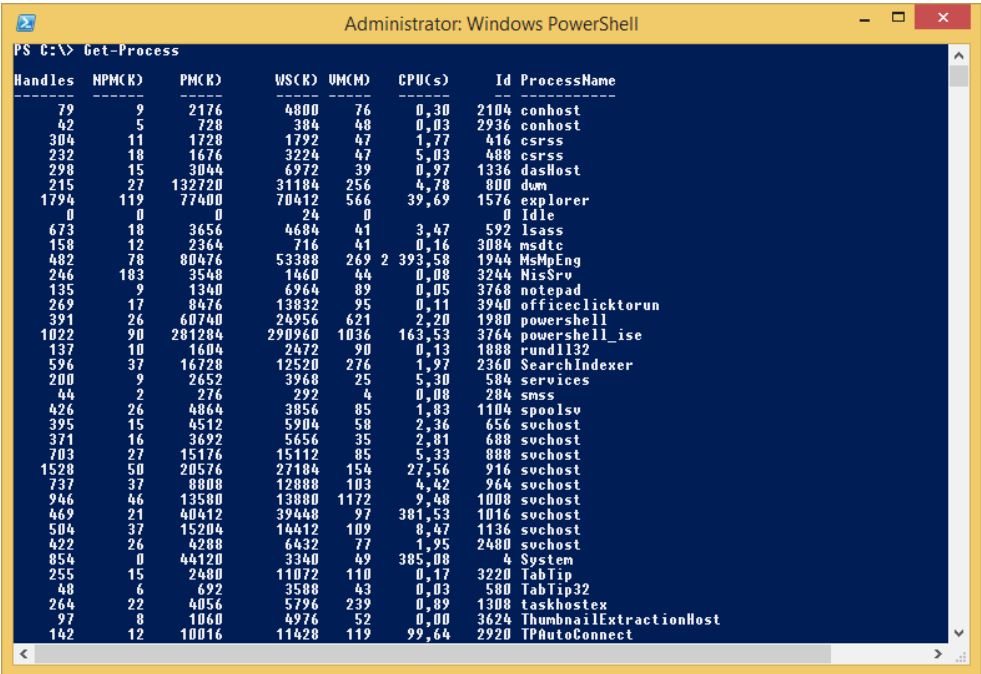 Administrator: Windows PowerShell
PS C:\> Get-Process
Handles NPM(K) PM(K) WS(K) VM(M) CPU(s) Id ProcessName
------- ------ ----- ----- ----- ------ -- -----------
79 9 2176 4800 76 0,30 2104 conhost
42 5 728 384 48 0,03 2936 conhost
304 11 1728 1792 47 1,77 416 csrss
232 18 1676 3224 47 5,03 488 csrss
298 15 3044 6972 39 0,97 1336 dasHost
215 27 132720 31184 256 4,78 800 dwm
1794 119 77400 70412 566 39,69 1576 explorer
0 0 0 24 0 0 Idle
673 18 3656 4684 41 3,47 592 lsass
158 12 2364 716 41 0,16 3084 msdtc
482 78 80476 53388 269 2 393,58 1944 MsMpEng
246 183 3548 1460 44 0,08 3244 NisSrv
135 9 1340 6964 89 0,05 3768 notepad
269 17 8476 13832 95 0,11 3940 officeclicktorun
391 26 60740 24956 621 2,20 1980 powershell
1022 90 281284 290960 1036 163,53 3764 powershell_ise
137 10 1604 2472 90 0,13 1888 rundll32
596 37 16728 12520 276 1,97 2360 SearchIndexer
200 9 2652 3968 25 5,30 584 services
44 2 276 292 4 0,08 284 smss
426 26 4864 3856 85 1,83 1104 spoolsv
395 15 4512 5904 58 2,36 656 svchost
371 16 3692 5656 35 2,81 688 svchost
703 27 15176 15112 85 5,33 888 svchost
1528 50 20576 27184 154 27,56 916 svchost
737 37 8808 12888 103 4,42 964 svchost
946 46 13580 13880 1172 9,48 1008 svchost
469 21 40412 39448 97 381,53 1016 svchost
504 37 15204 14412 109 8,47 1136 svchost
422 26 4288 6432 77 1,95 2480 svchost
854 0 44120 3340 49 385,08 4 System
255 15 2480 11072 110 0,17 3220 TabTip
48 6 692 3588 43 0,03 580 TabTip32
264 22 4056 5796 239 0,89 1308 taskhostex
97 8 1060 4976 52 0,00 3624 ThumbnailExtractionHost
142 12 10016 11428 119 99,64 2920 TPAutoConnect